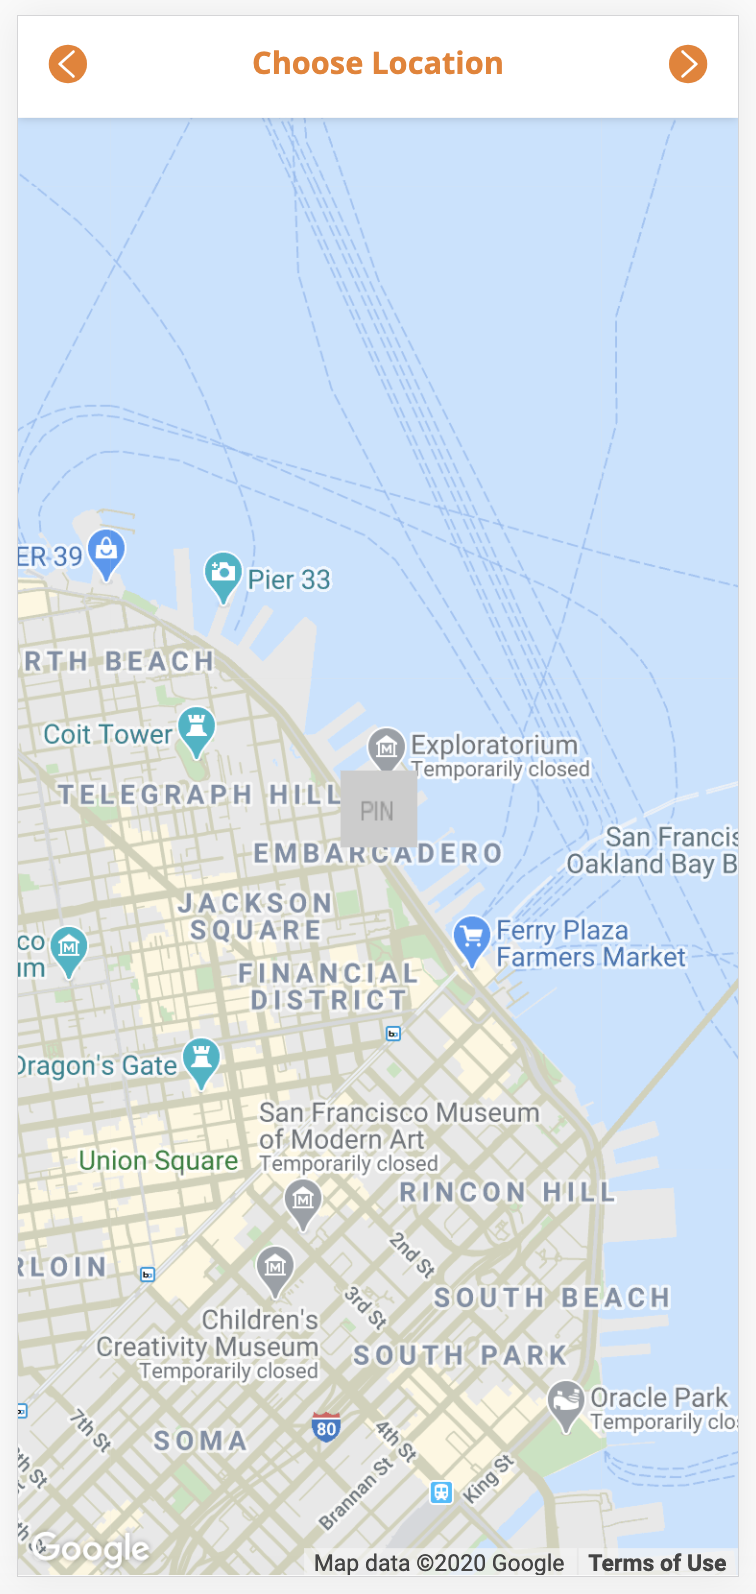 Choose Location
ER 39
Pier 33
RTH BEACH
Coit Tower
Exploratorium
Temporarily closed
TELEGRAPH HILL
PIN
San Francis
Oakland Bay B
EMBARCADERO
JACKSON
SQUARE
Ferry Plaza
Farmers Market
co
um
FINANCIAL
DISTRICT
Dragon's Gate
San Francisco Museum
of Modern Art
Temporarily closed
Union Square
RINCON HILL
2nd St
RLOIN
SOUTH BEACH
3rd St
Children's
Creativity Museum
Temporarily closed
SOUTH PARK
Oracle Park
Temporarily clos
7th St
SOMA
80
4th St
8th St
King St
Brannan St
Google
Map data ©2020 Google
Terms of Use